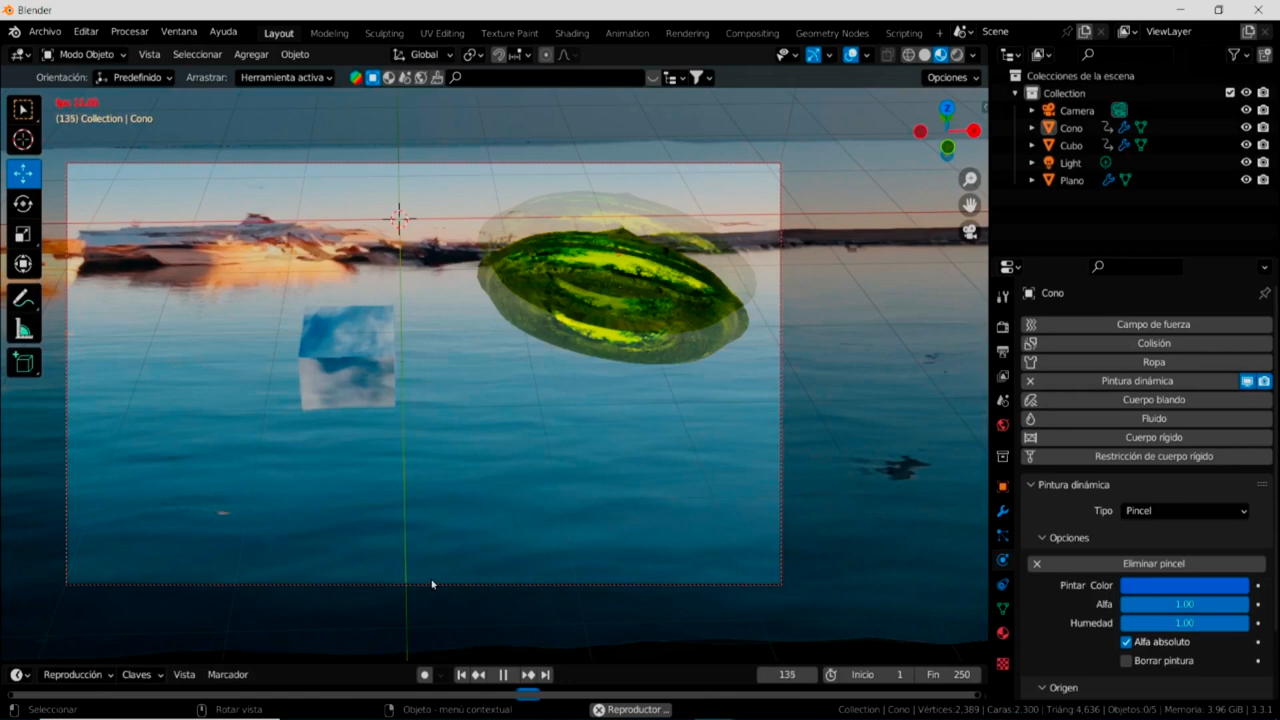 Blender
Archivo Editar Procesar Ventana Ayuda Layout Modeling Sculpting UV Editing Texture Paint Shading Animation Rendering Compositing Geometry Nodes Scripting + Scene ViewLayer
Modo Objeto Vista Seleccionar Agregar Objeto Global
Orientación: Predefinido Arrastrar: Herramienta activa Opciones
(135) Collection | Cono
Z
Colecciones de la escena
Collection
Camera
Cono
Cubo
Light
Plano
Cono
Campo de fuerza
Colisión
Ropa
Pintura dinámica
Cuerpo blando
Fluido
Cuerpo rígido
Restricción de cuerpo rígido
Pintura dinámica
Tipo Pincel
Opciones
Eliminar pincel
Pintar Color
Alfa 1.00
Humedad 1.00
Alfa absoluto
Borrar pintura
Origen
Reproducción Claves Vista Marcador 135 Inicio 1 Fin 250
Seleccionar Rotar vista Objeto - menú contextual Reproductor ... Collection | Cono | Vértices:2,389 | Caras:2,300 | Triáng:4,636 | Objetos:0/5 | Memoria: 3.96 GiB | 3.3.1